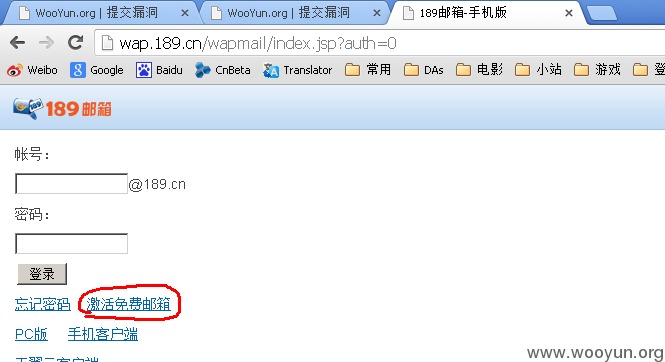 WooYun.org | 提交漏洞 WooYun.org | 提交漏洞 189邮箱-手机版
wap.189.cn/wapmail/index.jsp?auth=0
Weibo Google Baidu CnBeta Translator 常用 DAs 电影 小站 游戏
189邮箱
帐号：
@189.cn
密码：
登录
忘记密码 激活免费邮箱
PC版 手机客户端
www.wooyun.org